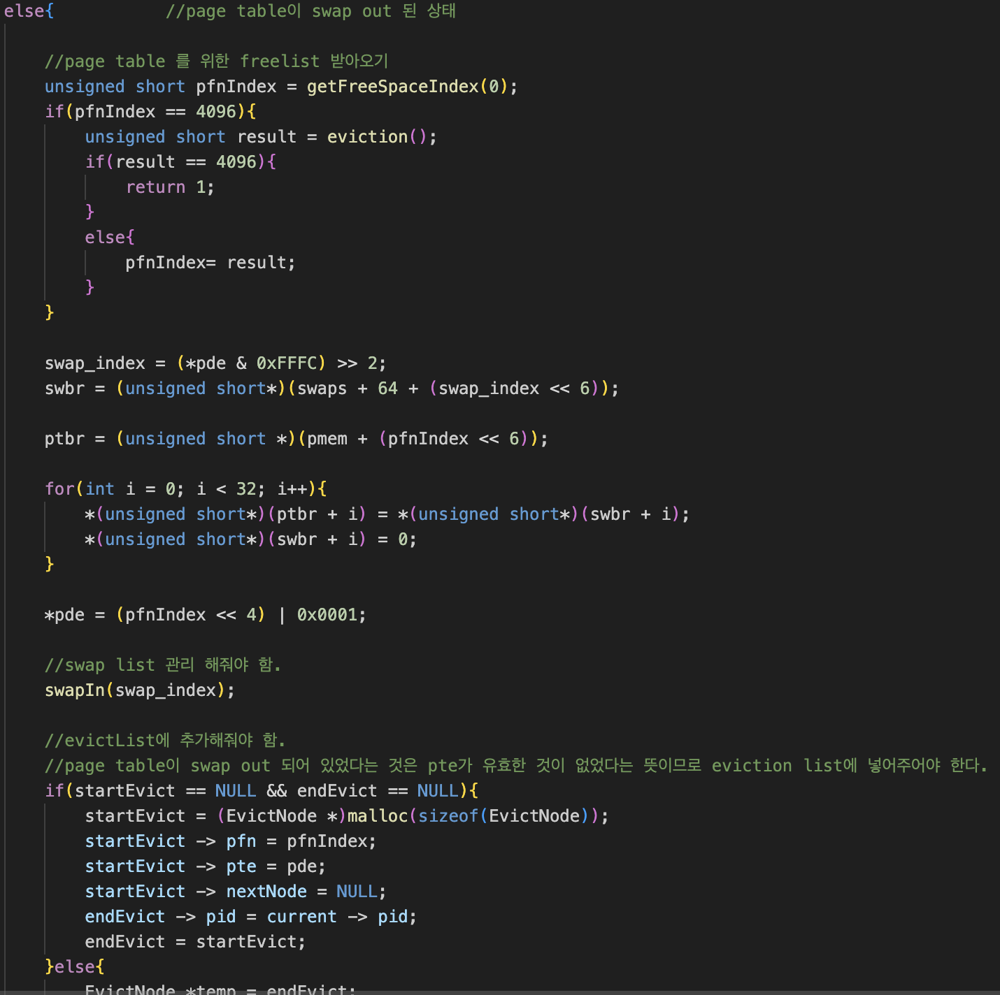 else{           //page table이 swap out 된 상태
    //page table 를 위한 freelist 받아오기
    unsigned short pfnIndex = getFreeSpaceIndex(0);
    if(pfnIndex == 4096){
        unsigned short result = eviction();
        if(result == 4096){
            return 1;
        }
        else{
            pfnIndex= result;
        }
    }
    swap_index = (*pde & 0xFFFC) >> 2;
    swbr = (unsigned short*)(swaps + 64 + (swap_index << 6));
    ptbr = (unsigned short *)(pmem + (pfnIndex << 6));
    for(int i = 0; i < 32; i++){
        *(unsigned short*)(ptbr + i) = *(unsigned short*)(swbr + i);
        *(unsigned short*)(swbr + i) = 0;
    }
    *pde = (pfnIndex << 4) | 0x0001;
    //swap list 관리 해줘야 함.
    swapIn(swap_index);
    //evictList에 추가해줘야 함.
    //page table이 swap out 되어 있었다는 것은 pte가 유효한 것이 없었다는 뜻이므로 eviction list에 넣어주어야 한다.
    if(startEvict == NULL && endEvict == NULL){
        startEvict = (EvictNode *)malloc(sizeof(EvictNode));
        startEvict -> pfn = pfnIndex;
        startEvict -> pte = pde;
        startEvict -> nextNode = NULL;
        endEvict -> pid = current -> pid;
        endEvict = startEvict;
    }else{
        EvictNode *temp = endEvict;